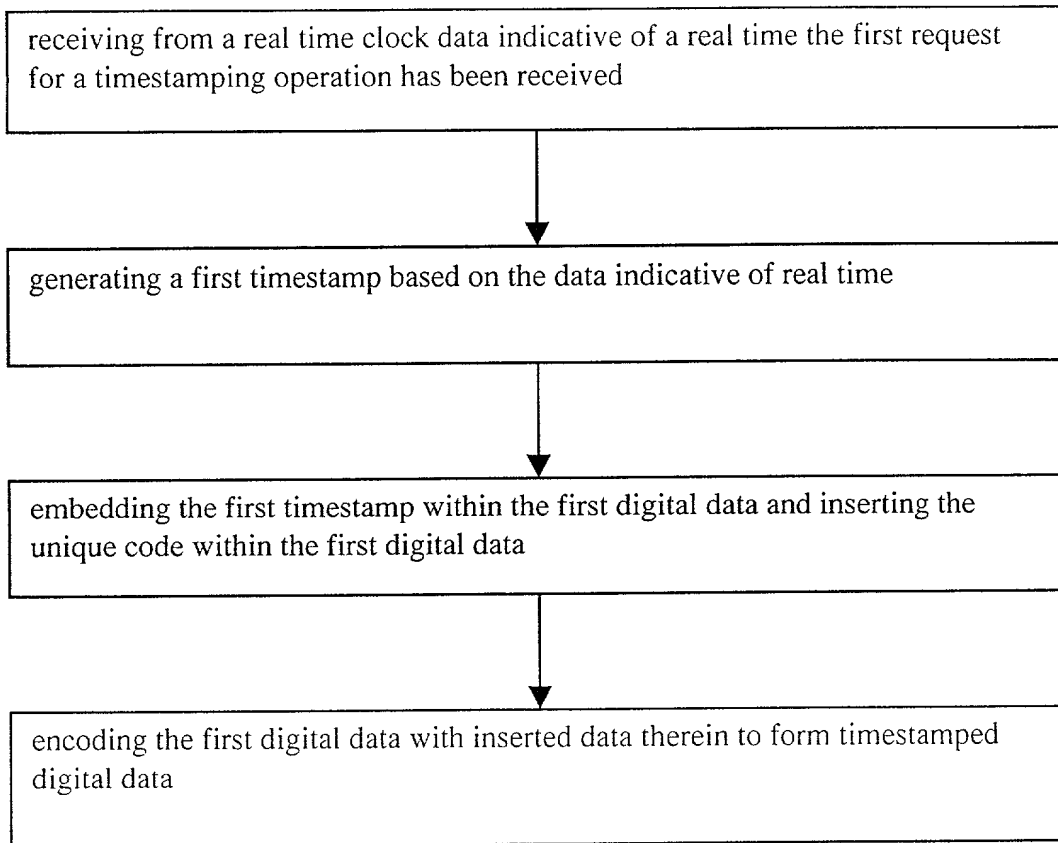 receiving from a real time clock data indicative of a real time the first request
for a timestamping operation has been received
generating a first timestamp based on the data indicative of real time
embedding the first timestamp within the first digital data and inserting the
unique code within the first digital data
encoding the first digital data with inserted data therein to form timestamped
digital data